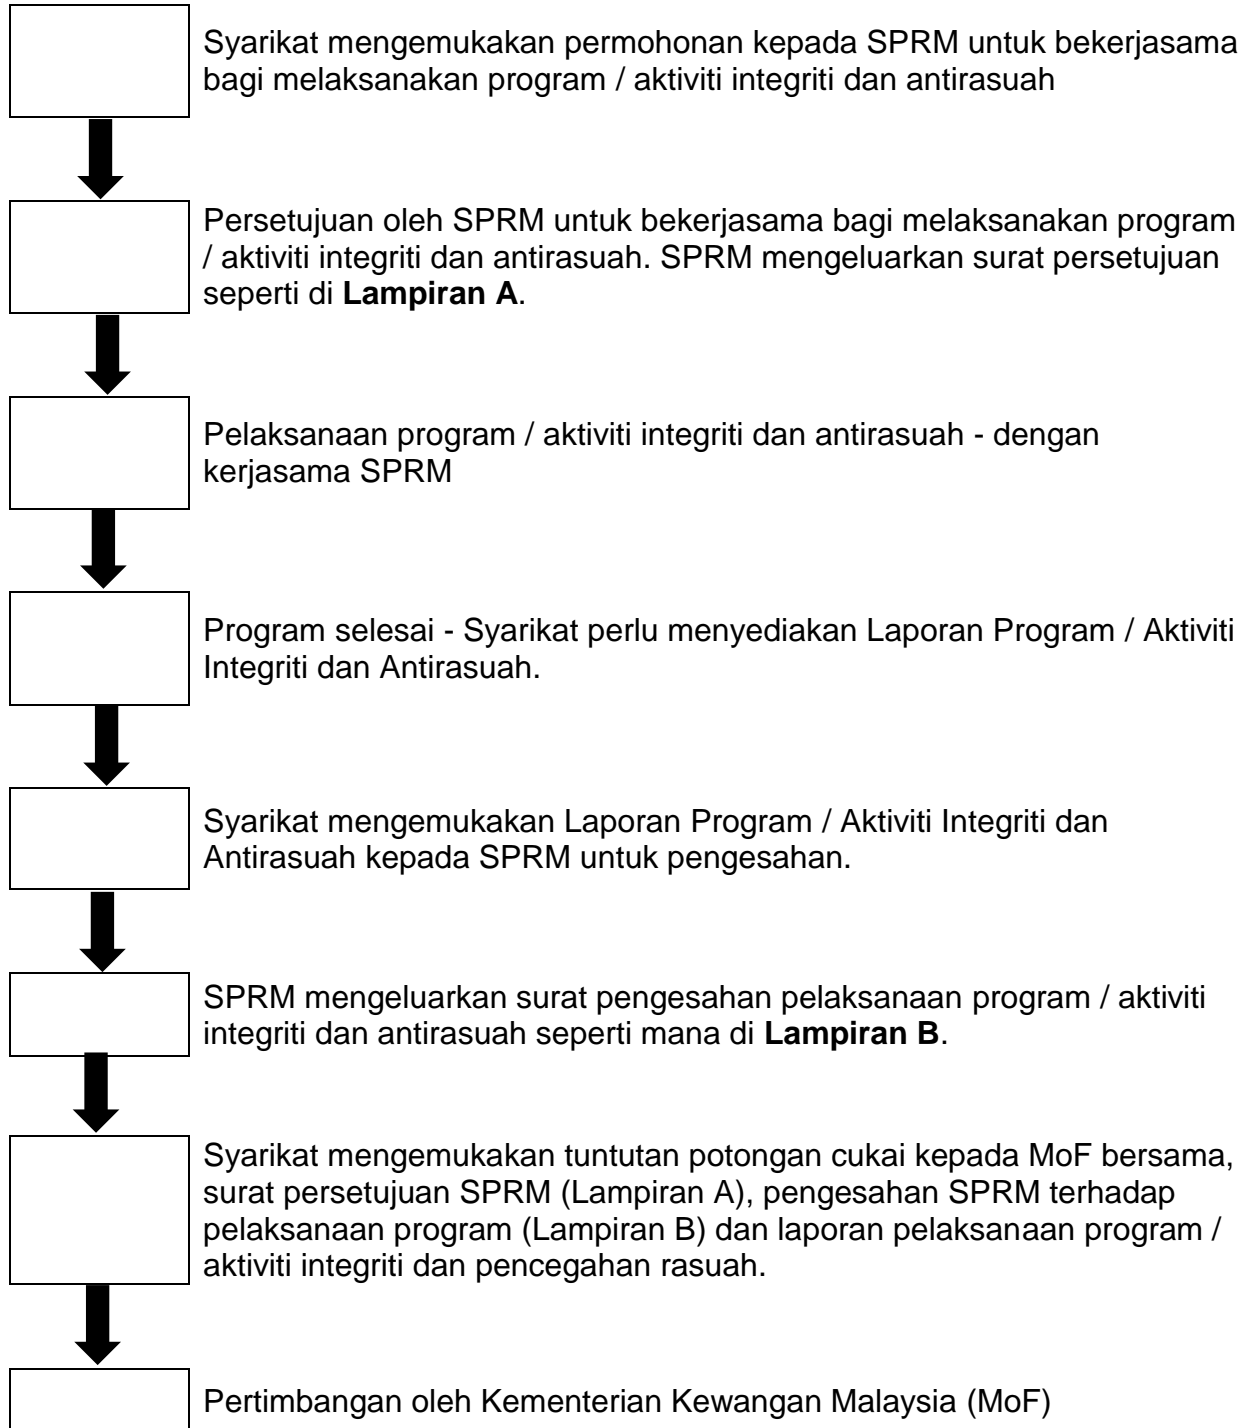 Syarikat mengemukakan permohonan kepada SPRM untuk bekerjasama
bagi melaksanakan program / aktiviti integriti dan antirasuah
Persetujuan oleh SPRM untuk bekerjasama bagi melaksanakan program
/ aktiviti integriti dan antirasuah. SPRM mengeluarkan surat persetujuan
seperti di Lampiran A.
Pelaksanaan program / aktiviti integriti dan antirasuah - dengan
kerjasama SPRM
Program selesai - Syarikat perlu menyediakan Laporan Program / Aktiviti
Integriti dan Antirasuah.
Syarikat mengemukakan Laporan Program / Aktiviti Integriti dan
Antirasuah kepada SPRM untuk pengesahan.
SPRM mengeluarkan surat pengesahan pelaksanaan program / aktiviti
integriti dan antirasuah seperti mana di Lampiran B.
Syarikat mengemukakan tuntutan potongan cukai kepada MoF bersama,
surat persetujuan SPRM (Lampiran A), pengesahan SPRM terhadap
pelaksanaan program (Lampiran B) dan laporan pelaksanaan program /
aktiviti integriti dan pencegahan rasuah.
Pertimbangan oleh Kementerian Kewangan Malaysia (MoF)